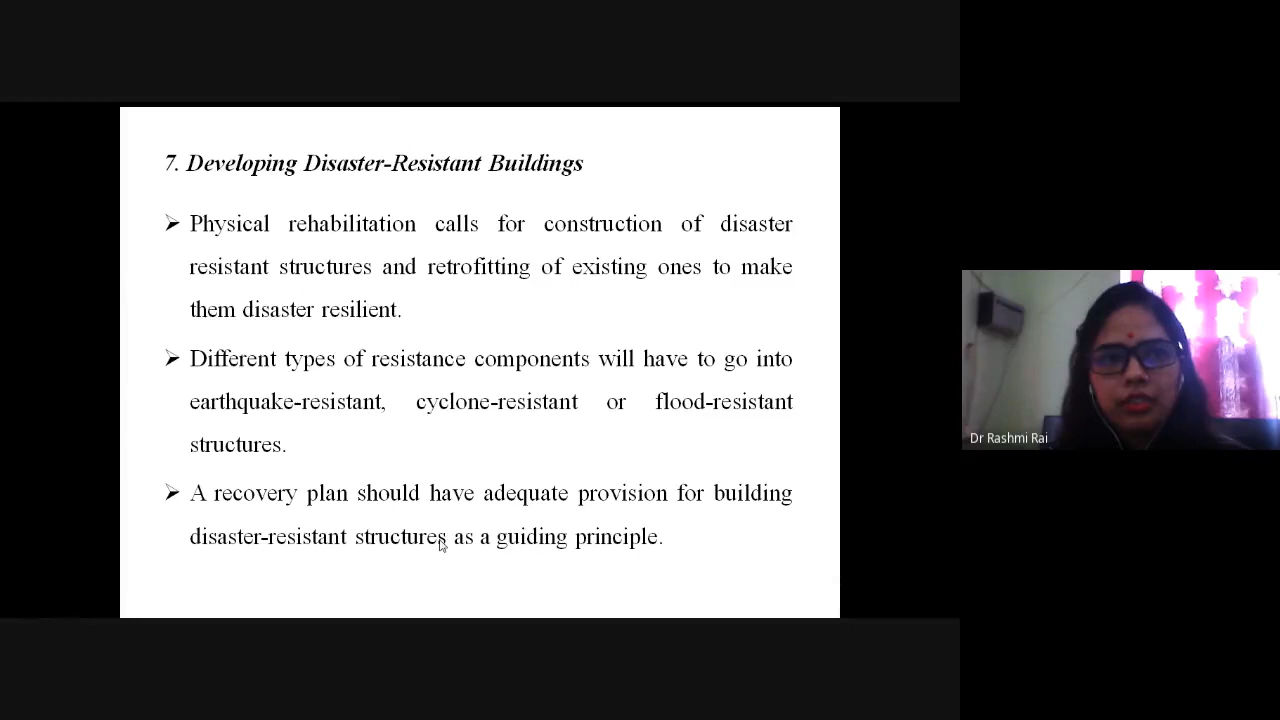 7. Developing Disaster-Resistant Buildings
➢ Physical rehabilitation calls for construction of disaster
resistant structures and retrofitting of existing ones to make
them disaster resilient.
➢ Different types of resistance components will have to go into
earthquake-resistant, cyclone-resistant or flood-resistant
structures.
➢ A recovery plan should have adequate provision for building
disaster-resistant structures as a guiding principle.
Dr Rashmi Rai